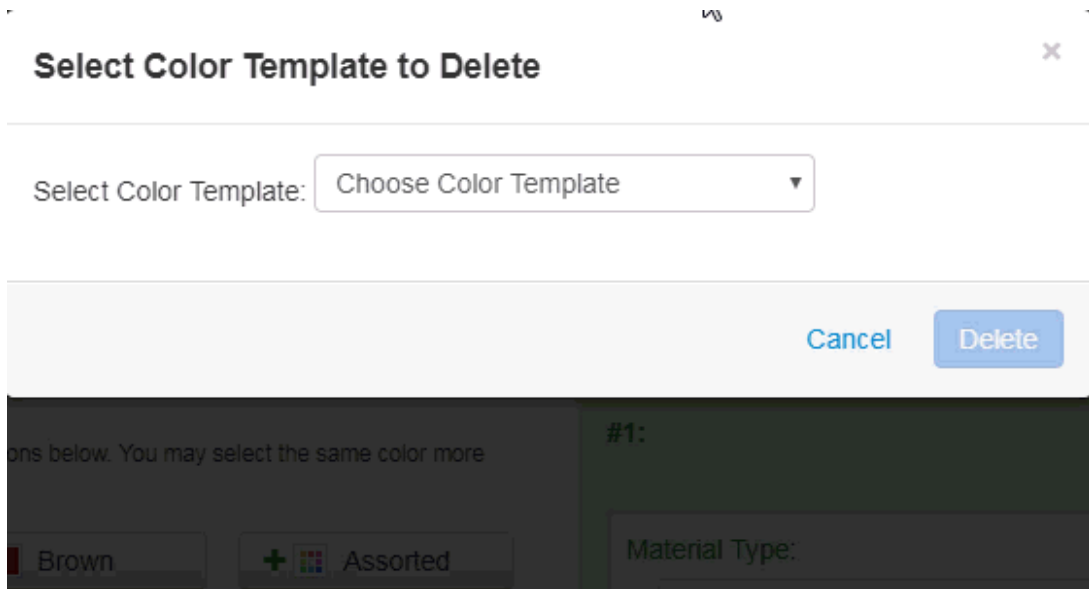 Select Color Template to Delete ×
Select Color Template: Choose Color Template ▼
Cancel Delete
#1:
ons below. You may select the same color more
Brown + Assorted
Material Type: